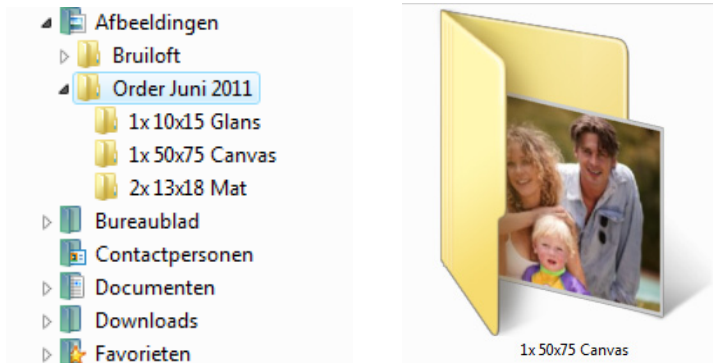 Afbeeldingen
Bruiloft
Order Juni 2011
1x 10x15 Glans
1x 50x75 Canvas
2x 13x18 Mat
Bureaublad
Contactpersonen
Documenten
Downloads
Favorieten
1x 50x75 Canvas